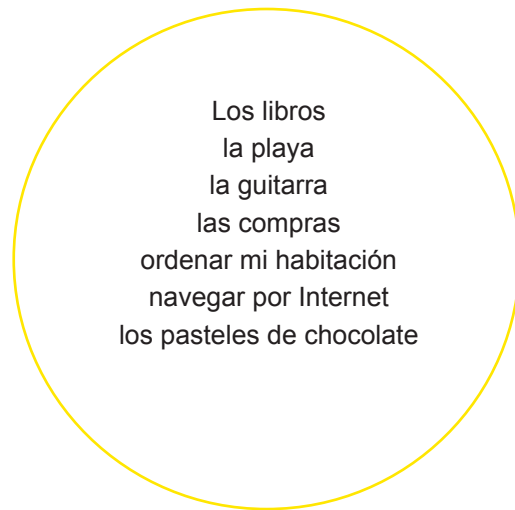 Los libros
la playa
la guitarra
las compras
ordenar mi habitación
navegar por Internet
los pasteles de chocolate